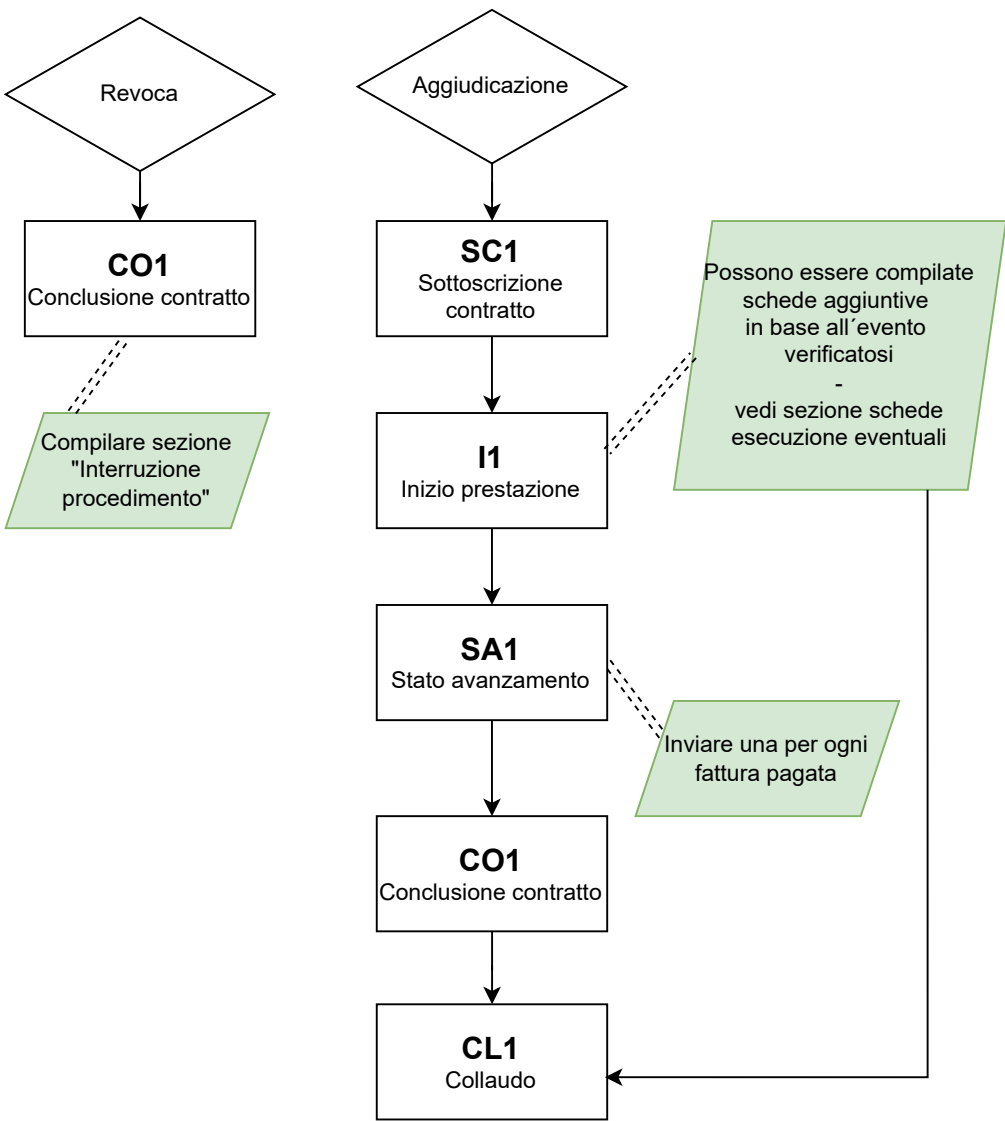 Revoca
CO1
Conclusione contratto
Compilare sezione
"Interruzione
procedimento"
Aggiudicazione
SC1
Sottoscrizione
contratto
I1
Inizio prestazione
Possono essere compilate
schede aggiuntive
in base all´evento
verificatosi
-
vedi sezione schede
esecuzione eventuali
SA1
Stato avanzamento
Inviare una per ogni
fattura pagata
CO1
Conclusione contratto
CL1
Collaudo